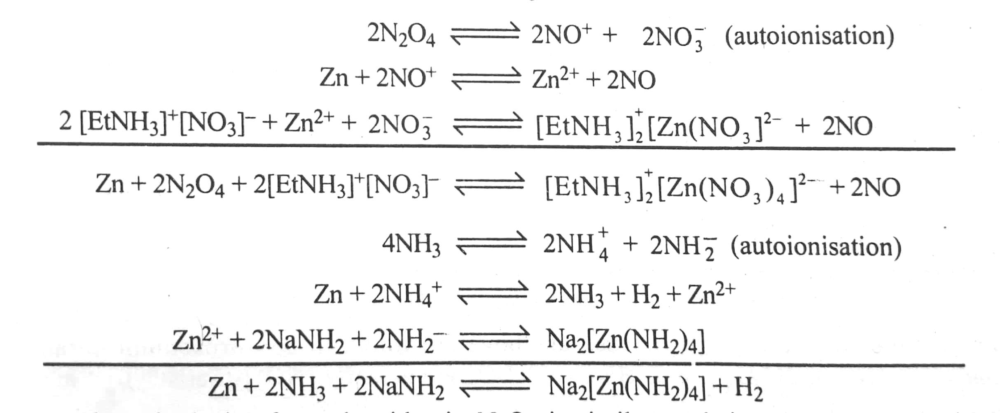 2N₂O₄ ⇌ 2NO⁺ + 2NO₃⁻ (autoionisation)
Zn + 2NO⁺ ⇌ Zn²⁺ + 2NO
2 [EtNH₃]⁺[NO₃]⁻ + Zn²⁺ + 2NO₃⁻ ⇌ [EtNH₃]₂⁺[Zn(NO₃]²⁻ + 2NO
Zn + 2N₂O₄ + 2[EtNH₃]⁺[NO₃]⁻ ⇌ [EtNH₃]₂⁺[Zn(NO₃)₄]²⁻ + 2NO
4NH₃ ⇌ 2NH₄⁺ + 2NH₂⁻ (autoionisation)
Zn + 2NH₄⁺ ⇌ 2NH₃ + H₂ + Zn²⁺
Zn²⁺ + 2NaNH₂ + 2NH₂⁻ ⇌ Na₂[Zn(NH₂)₄]
Zn + 2NH₃ + 2NaNH₂ ⇌ Na₂[Zn(NH₂)₄] + H₂